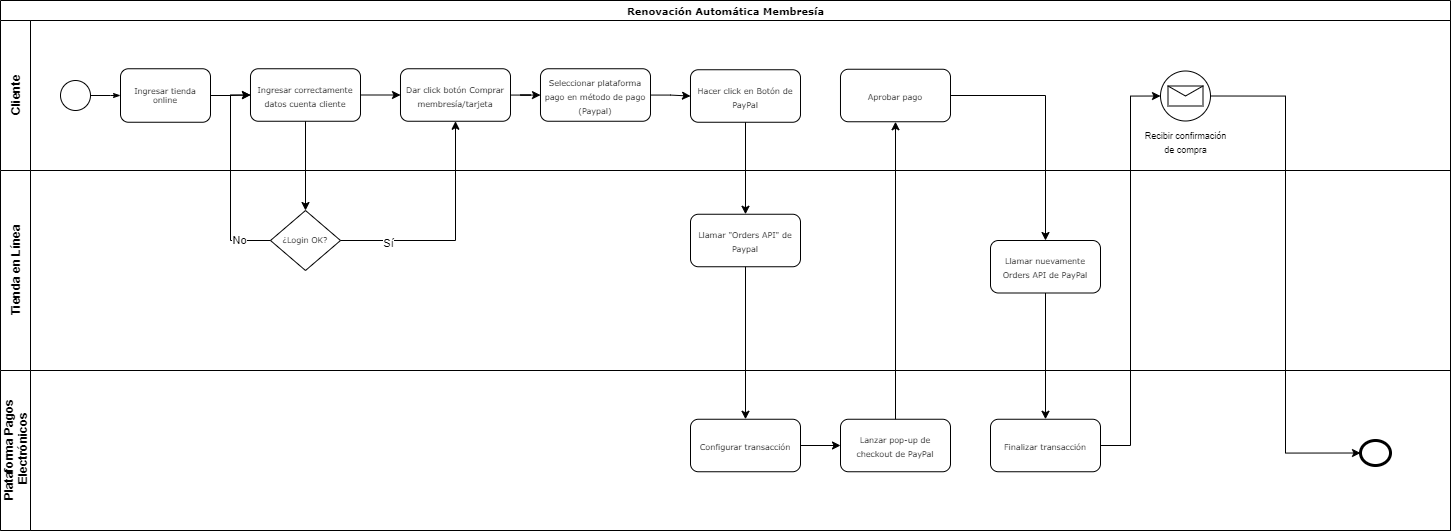 Renovación Automática Membresía
Cliente
Ingresar tienda
online
Ingresar correctamente
datos cuenta cliente
Dar click botón Comprar
membresía/tarjeta
Seleccionar plataforma
pago en método de pago
(Paypal)
Hacer click en Botón de
PayPal
Aprobar pago
Recibir confirmación
de compra
Tienda en Línea
¿Login OK?
No
Sí
Llamar "Orders API" de
Paypal
Llamar nuevamente
Orders API de PayPal
Plataforma Pagos
Electrónicos
Configurar transacción
Lanzar pop-up de
checkout de PayPal
Finalizar transacción